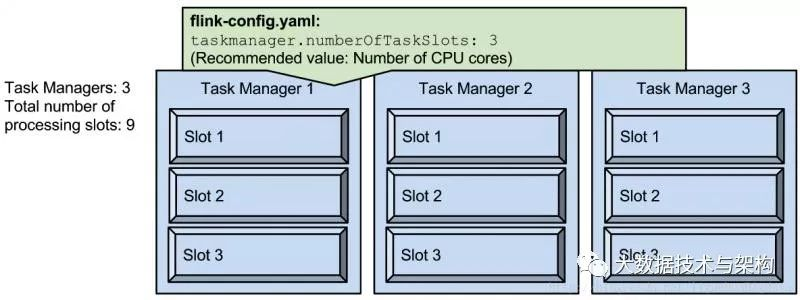 flink-config.yaml:
taskmanager.numberOfTaskSlots: 3
(Recommended value: Number of CPU cores)
Task Managers: 3
Total number of
processing slots: 9
Task Manager 1
Slot 1
Slot 2
Slot 3
Task Manager 2
Slot 1
Slot 2
Slot 3
Task Manager 3
Slot 1
Slot 2
Slot 3
大数据技术与架构